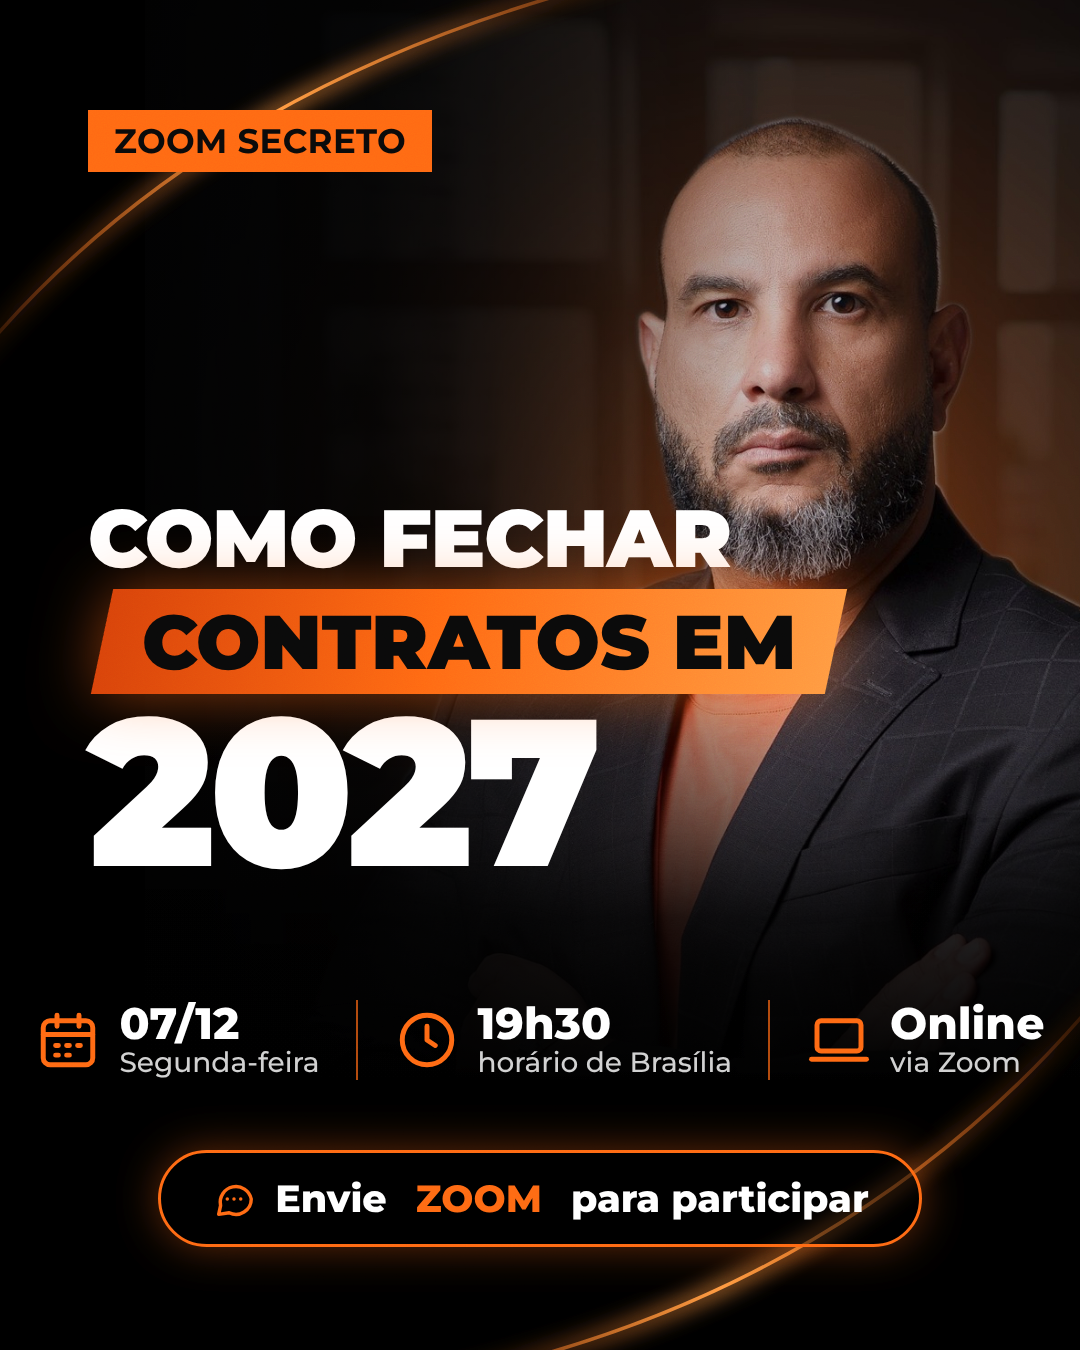 ZOOM SECRETO
COMO FECHAR
CONTRATOS EM
2027
07/12
Segunda-feira
19h30
horário de Brasília
Online
via Zoom
Envie ZOOM para participar